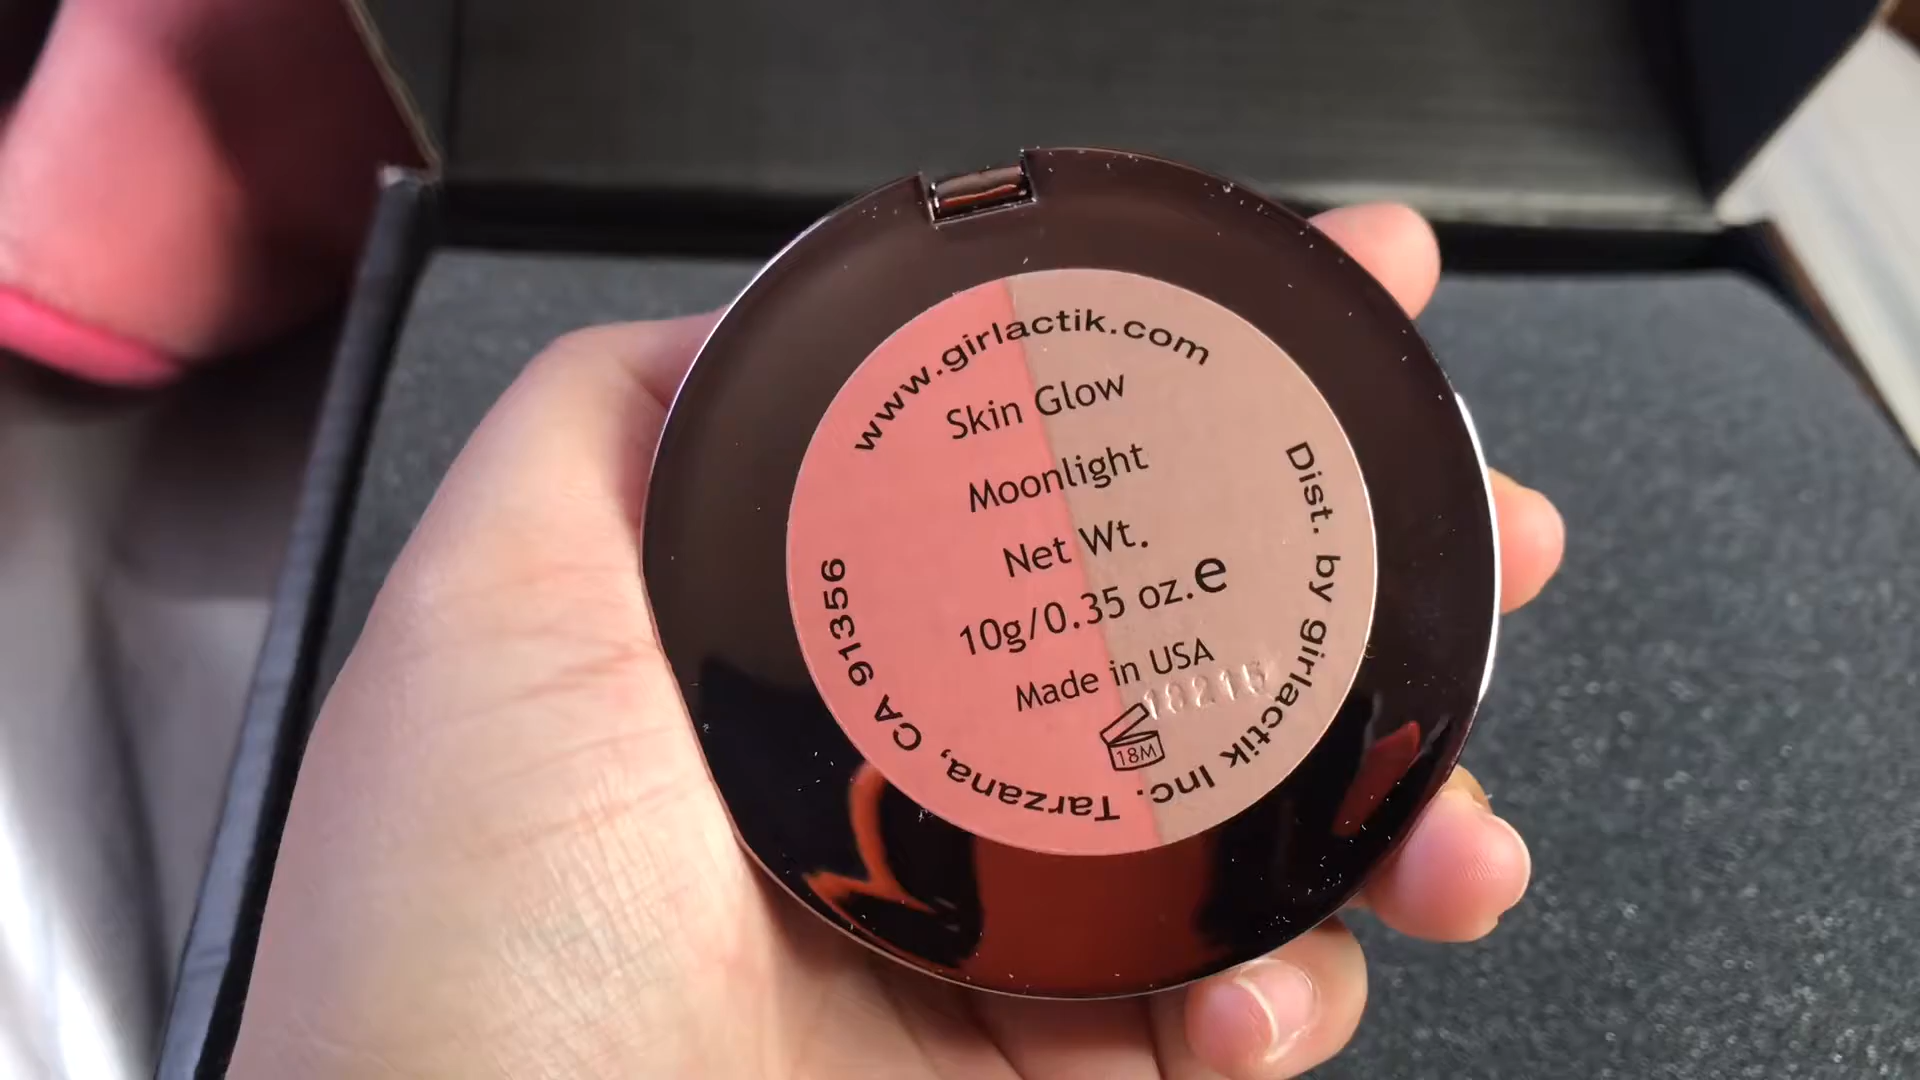 www.girlactik.com
Skin Glow
Moonlight
Net Wt.
10g/0.35 oz.e
Made in USA
18M
Dist. by girlactik Inc. Tarzana, CA 91356